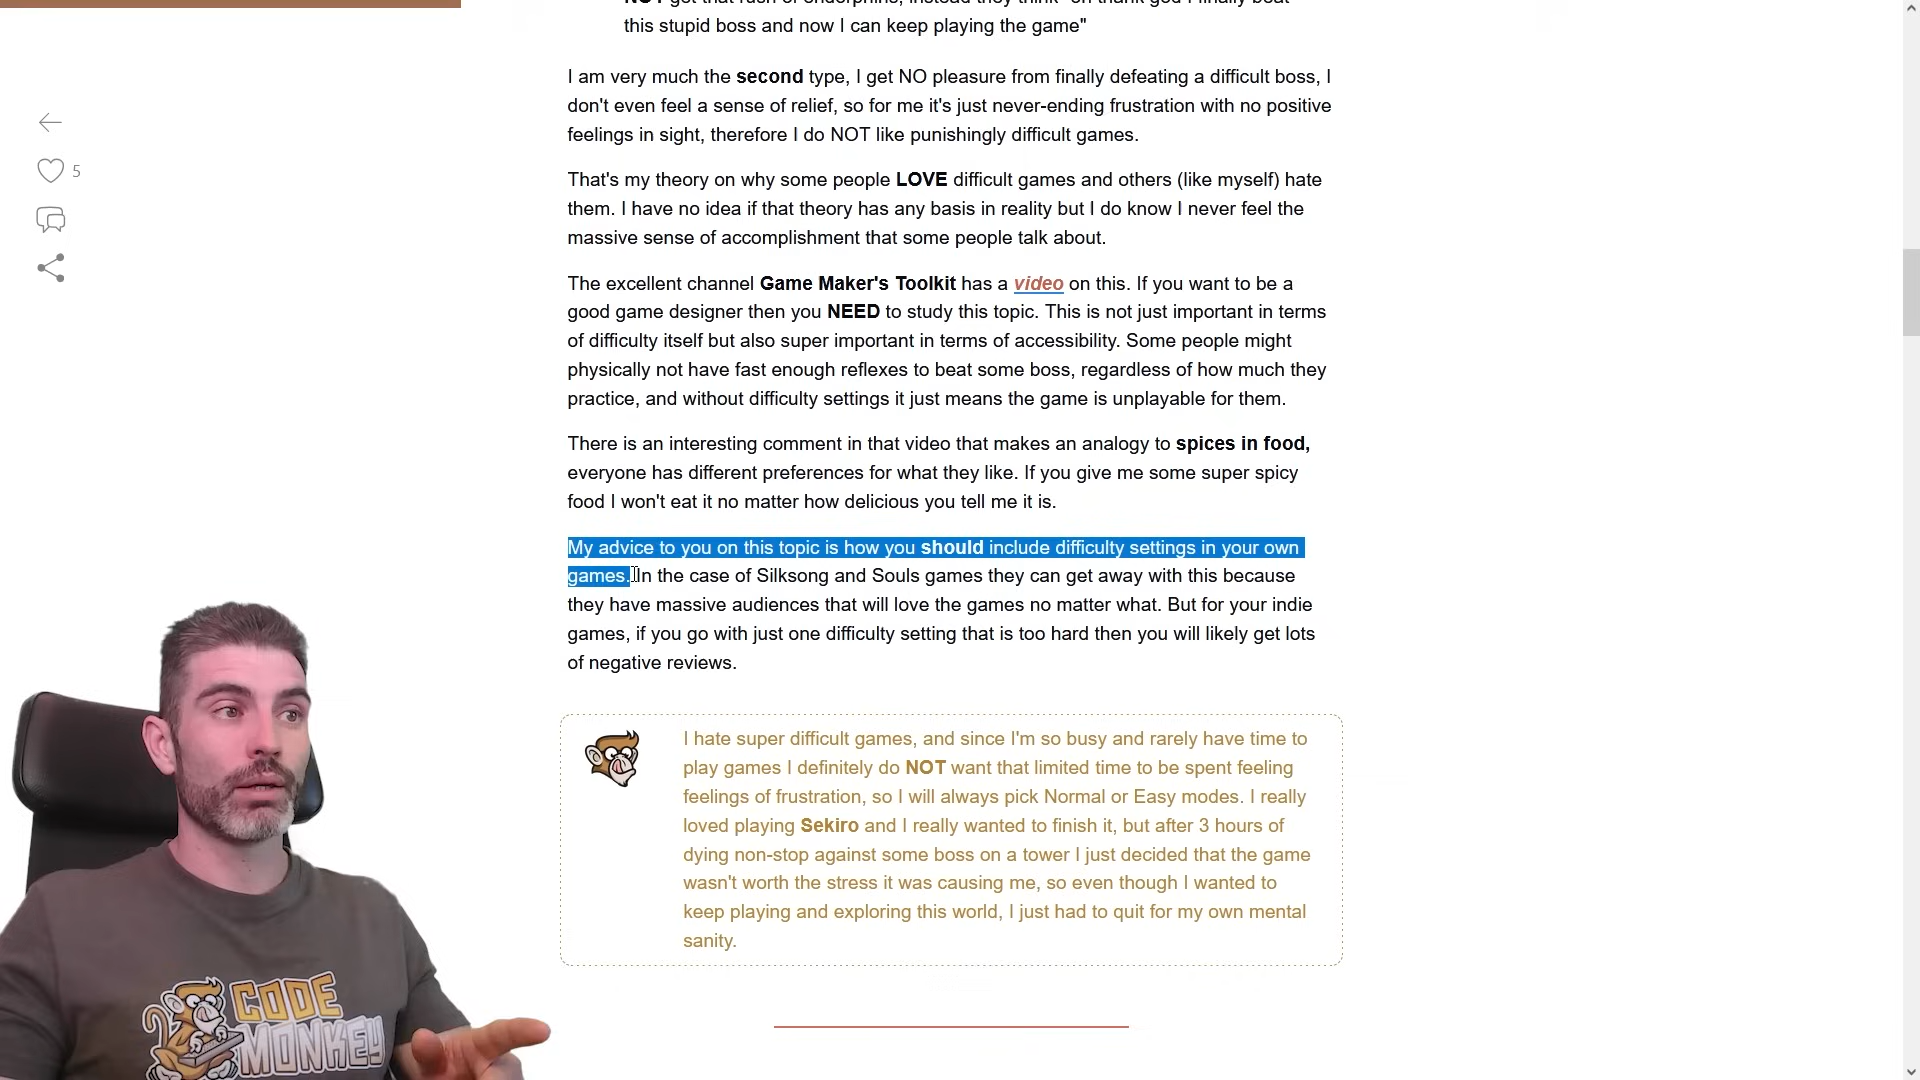 NOT get that rush of endorphins, instead they think "oh thank god I finally beat
this stupid boss and now I can keep playing the game"
I am very much the second type, I get NO pleasure from finally defeating a difficult boss, I
don't even feel a sense of relief, so for me it's just never-ending frustration with no positive
feelings in sight, therefore I do NOT like punishingly difficult games.
5
That's my theory on why some people LOVE difficult games and others (like myself) hate
them. I have no idea if that theory has any basis in reality but I do know I never feel the
massive sense of accomplishment that some people talk about.
The excellent channel Game Maker's Toolkit has a video on this. If you want to be a
good game designer then you NEED to study this topic. This is not just important in terms
of difficulty itself but also super important in terms of accessibility. Some people might
physically not have fast enough reflexes to beat some boss, regardless of how much they
practice, and without difficulty settings it just means the game is unplayable for them.
There is an interesting comment in that video that makes an analogy to spices in food,
everyone has different preferences for what they like. If you give me some super spicy
food I won't eat it no matter how delicious you tell me it is.
My advice to you on this topic is how you should include difficulty settings in your own
games. In the case of Silksong and Souls games they can get away with this because
they have massive audiences that will love the games no matter what. But for your indie
games, if you go with just one difficulty setting that is too hard then you will likely get lots
of negative reviews.
I hate super difficult games, and since I'm so busy and rarely have time to
play games I definitely do NOT want that limited time to be spent feeling
feelings of frustration, so I will always pick Normal or Easy modes. I really
loved playing Sekiro and I really wanted to finish it, but after 3 hours of
dying non-stop against some boss on a tower I just decided that the game
wasn't worth the stress it was causing me, so even though I wanted to
keep playing and exploring this world, I just had to quit for my own mental
sanity.
CODE
MONKEY